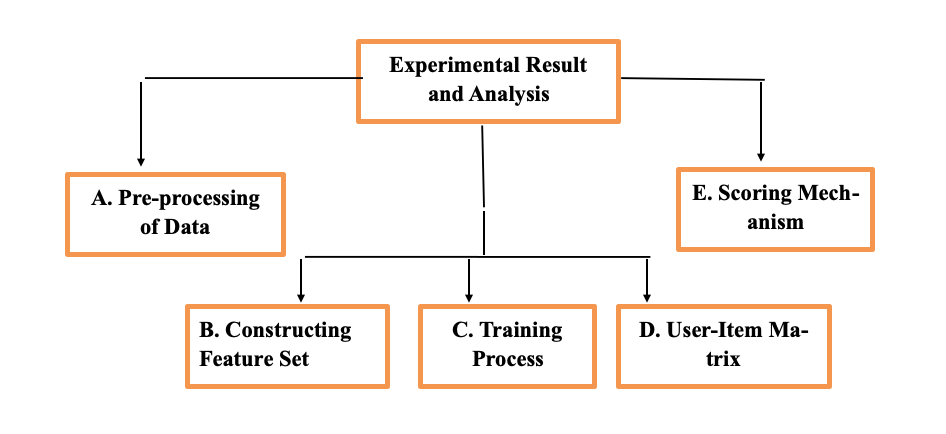 Experimental Result
and Analysis
A. Pre-processing
of Data
E. Scoring Mech-
anism
B. Constructing
Feature Set
C. Training
Process
D. User-Item Ma-
trix